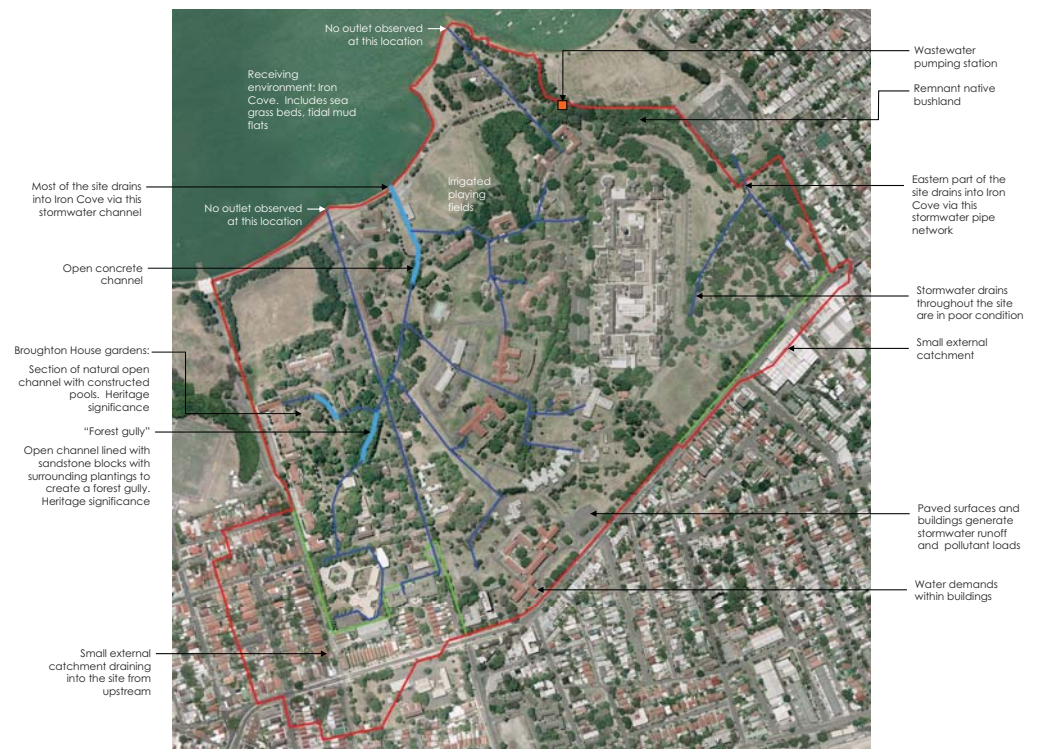 No outlet observed
at this location
Wastewater
pumping station
Receiving
environment: Iron
Cove.  Includes sea
grass beds, tidal mud
flats
Remnant native
bushland
Most of the site drains
into Iron Cove via this
stormwater channel
No outlet observed
at this location
Irrigated
playing
fields
Eastern part of the
site drains into Iron
Cove via this
stormwater pipe
network
Open concrete
channel
Stormwater drains
throughout the site
are in poor condition
Small external
catchment
Broughton House gardens:
Section of natural open
channel with constructed
pools.  Heritage
significance
“Forest gully”
Open channel lined with
sandstone blocks with
surrounding plantings to
create a forest gully.
Heritage significance
Paved surfaces and
buildings generate
stormwater runoff
and  pollutant loads
Water demands
within buildings
Small external
catchment draining
into the site from
upstream